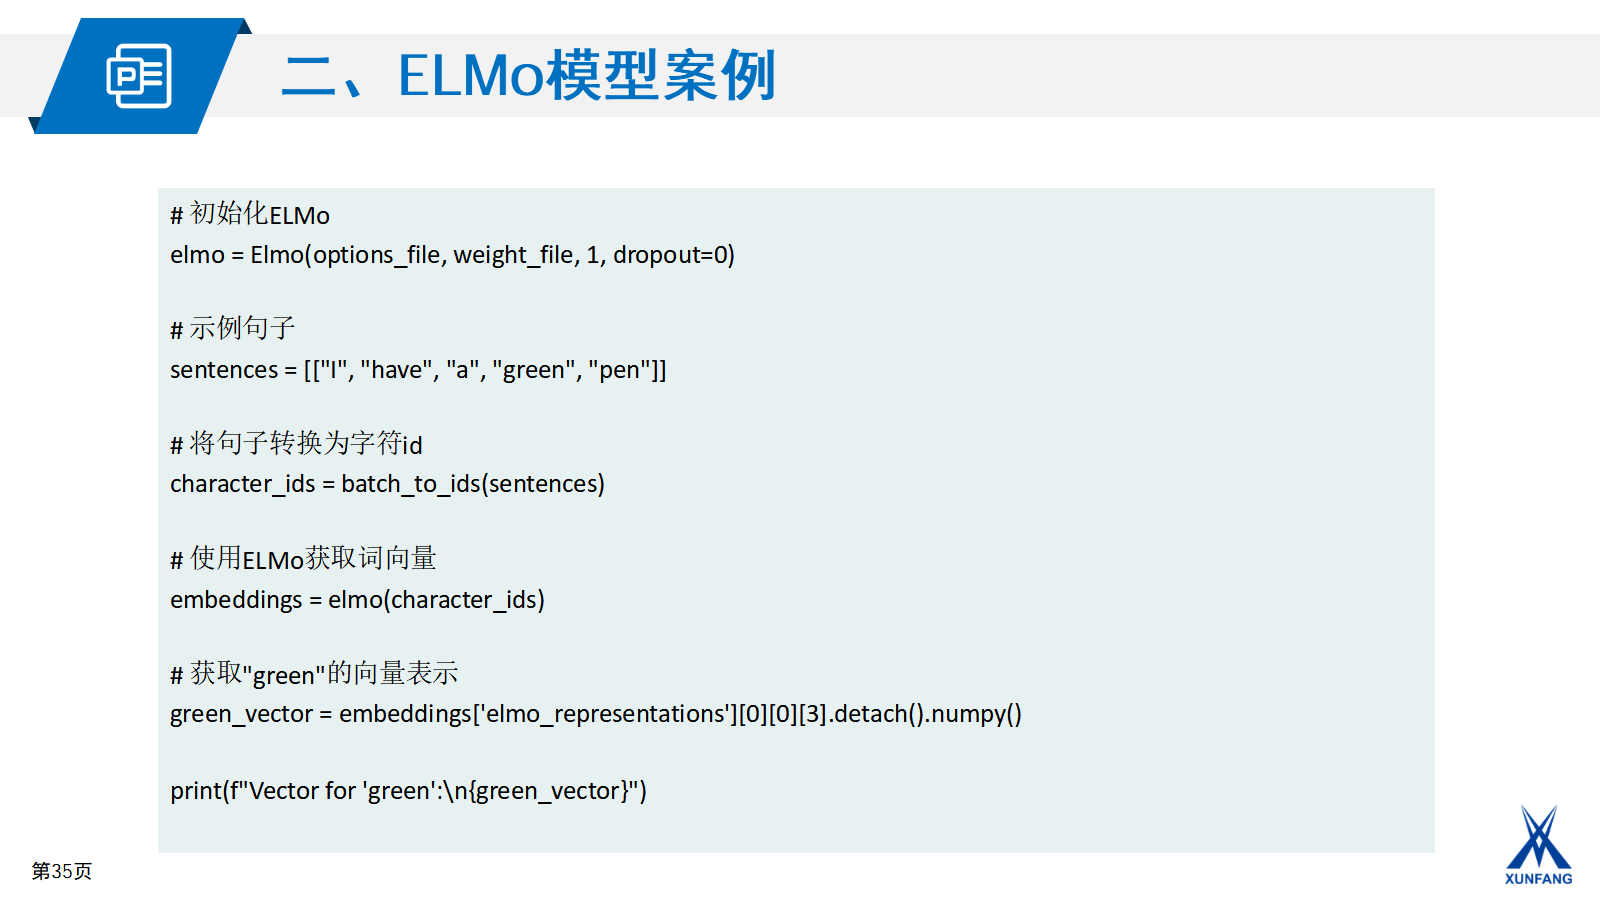 二、ELMo模型案例
# 初始化ELMo
elmo = Elmo(options_file, weight_file, 1, dropout=0)
# 示例句子
sentences = [["I", "have", "a", "green", "pen"]]
# 将句子转换为字符id
character_ids = batch_to_ids(sentences)
# 使用ELMo获取词向量
embeddings = elmo(character_ids)
# 获取"green"的向量表示
green_vector = embeddings['elmo_representations'][0][0][3].detach().numpy()
print(f"Vector for 'green':\n{green_vector}")
第35页
XUNFANG